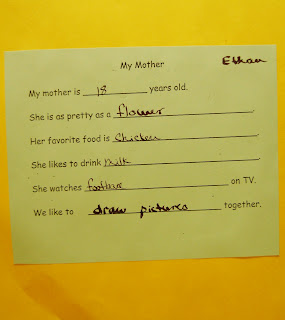 My Mother
Ethan
My mother is 18 years old.
She is as pretty as a flower.
Her favorite food is chicken.
She likes to drink milk.
She watches football on TV.
We like to draw pictures together.